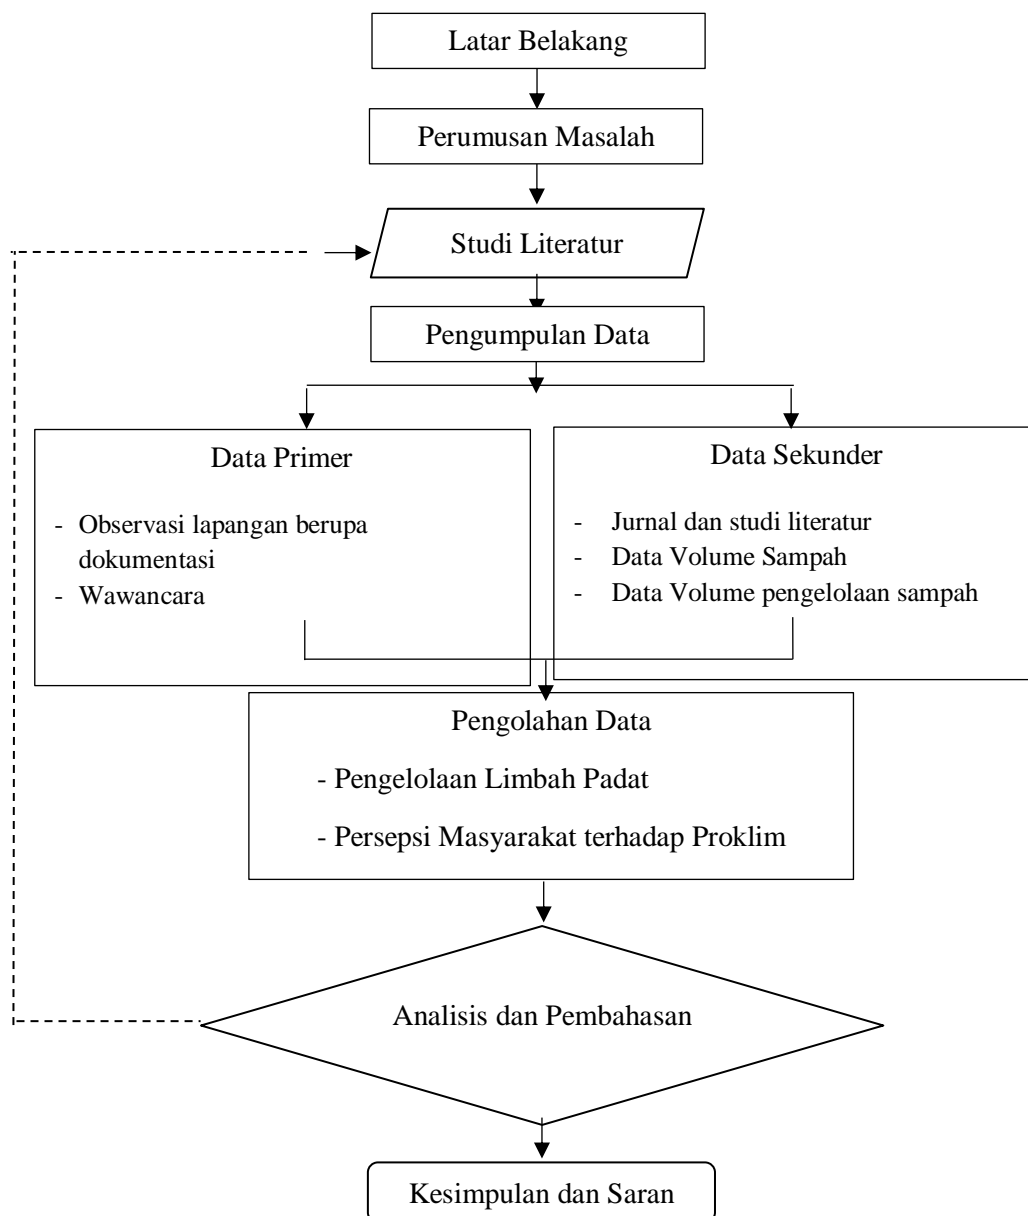 Latar Belakang
Perumusan Masalah
Studi Literatur
Pengumpulan Data
Data Primer
- Observasi lapangan berupa
dokumentasi
- Wawancara
Data Sekunder
- Jurnal dan studi literatur
- Data Volume Sampah
- Data Volume pengelolaan sampah
Pengolahan Data
- Pengelolaan Limbah Padat
- Persepsi Masyarakat terhadap Proklim
Analisis dan Pembahasan
Kesimpulan dan Saran